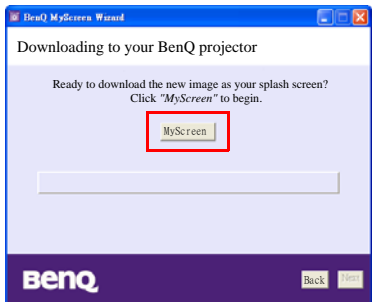 BenQ MyScreen Wizard
Downloading to your BenQ projector
Ready to download the new image as your splash screen?
Click "MyScreen" to begin.
MyScreen
BenQ
Back Next